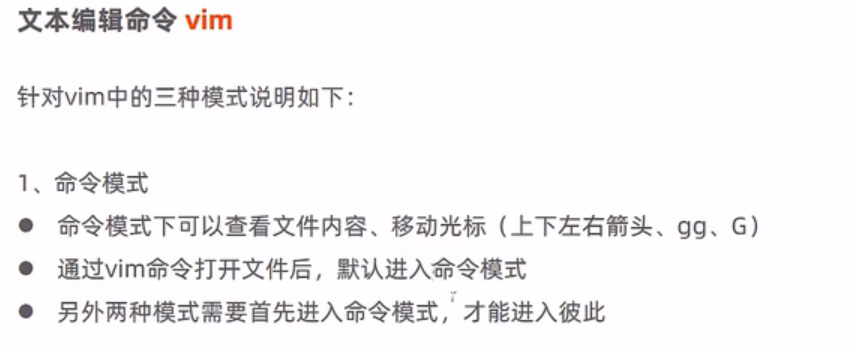 文本编辑命令 vim
针对vim中的三种模式说明如下：
1、命令模式
● 命令模式下可以查看文件内容、移动光标（上下左右箭头、gg、G）
● 通过vim命令打开文件后，默认进入命令模式
● 另外两种模式需要首先进入命令模式，才能进入彼此